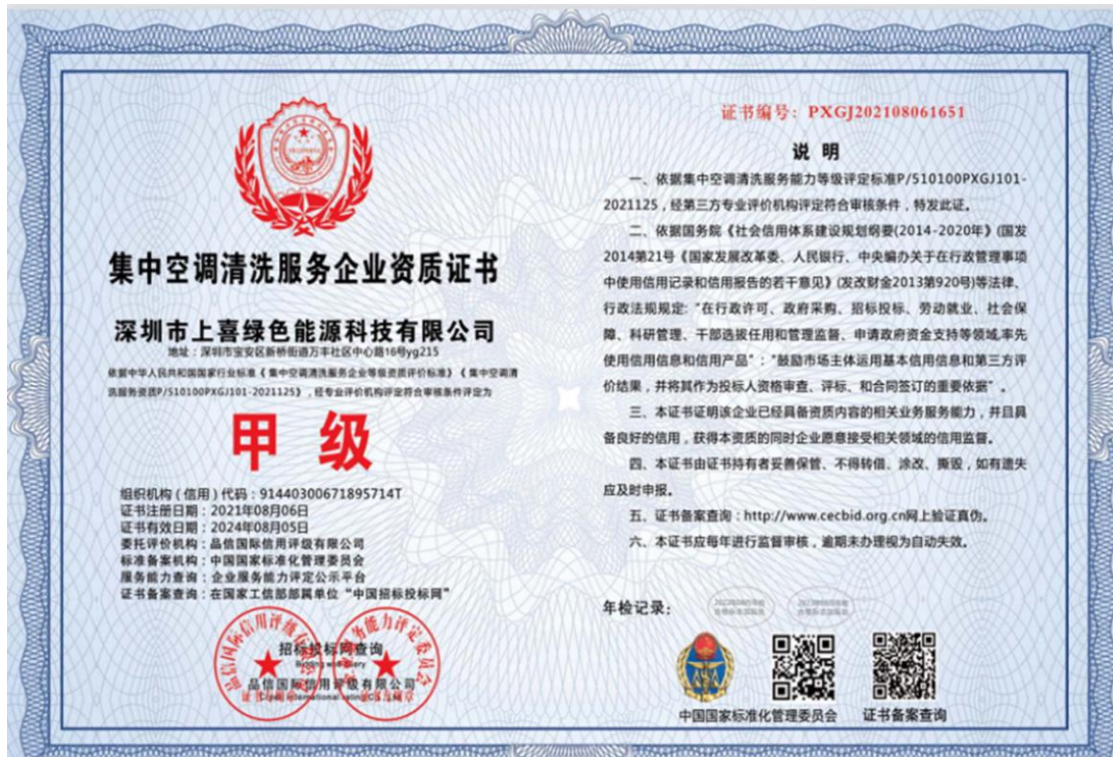 集中空调清洗服务企业资质证书
深圳市上喜绿色能源科技有限公司
地址：深圳市宝安区新桥街道万丰社区中心路16号yg215
依据中华人民共和国国家行业标准《集中空调清洗服务企业等级资质评价标准》《集中空调清
洗服务资质P/510100PXGJ101-2021125》，经专业评价机构评定符合审核条件评定为
甲级
组织机构(信用)代码：91440300671895714T
证书注册日期：2021年08月06日
证书有效日期：2024年08月05日
委托评价机构：品信国际信用评级有限公司
标准备案机构：中国国家标准化管理委员会
服务能力查询：企业服务能力评定公示平台
证书备案查询：在国家工信部部属单位“中国招标投标网”
招标投标网查询
品信国际信用评级有限公司
证书编号：PXGJ202108061651
说 明
一、依据集中空调清洗服务能力等级评定标准P/510100PXGJ101-
2021125，经第三方专业评价机构评定符合审核条件，特发此证。
二、依据国务院《社会信用体系建设规划纲要(2014-2020年》(国发
2014第21号《国家发展改革委、人民银行、中央编办关于在行政管理事项
中使用信用记录和信用报告的若干意见》(发改财金2013第920号)等法律、
行政法规规定：“在行政许可、政府采购、招标投标、劳动就业、社会保
障、科研管理、干部选拔任用和管理监督、申请政府资金支持等领域,率先
使用信用信息和信用产品”；“鼓励市场主体运用基本信用信息和第三方评
价结果，并将其作为投标人资格审查、评标、和合同签订的重要依据”。
三、本证书证明该企业已经具备资质内容的相关业务服务能力，并且具
备良好的信用，获得本资质的同时企业愿意接受相关领域的信用监督。
四、本证书由证书持有者妥善保管、不得转借、涂改、撕毁，如有遗失
应及时申报。
五、证书备案查询：http://www.cecbid.org.cn网上验证真伪。
六、本证书应每年进行监督审核，逾期未办理视为自动失效。
年检记录：
中国国家标准化管理委员会
证书备案查询